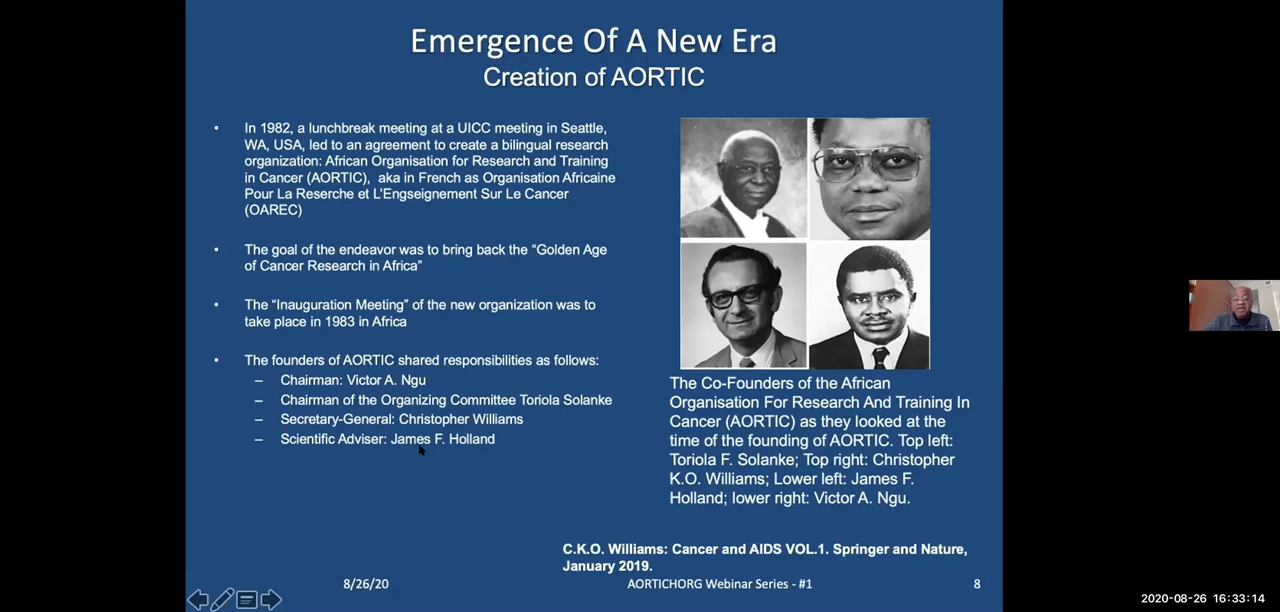 Emergence Of A New Era
Creation of AORTIC
• In 1982, a lunchbreak meeting at a UICC meeting in Seattle,
WA, USA, led to an agreement to create a bilingual research
organization: African Organisation for Research and Training
in Cancer (AORTIC), aka in French as Organisation Africaine
Pour La Reserche et L'Engseignement Sur Le Cancer
(OAREC)
• The goal of the endeavor was to bring back the "Golden Age
of Cancer Research in Africa"
• The "Inauguration Meeting" of the new organization was to
take place in 1983 in Africa
• The founders of AORTIC shared responsibilities as follows:
– Chairman: Victor A. Ngu
– Chairman of the Organizing Committee Toriola Solanke
– Secretary-General: Christopher Williams
– Scientific Adviser: James F. Holland
The Co-Founders of the African
Organisation For Research And Training In
Cancer (AORTIC) as they looked at the
time of the founding of AORTIC. Top left:
Toriola F. Solanke; Top right: Christopher
K.O. Williams; Lower left: James F.
Holland; lower right: Victor A. Ngu.
C.K.O. Williams: Cancer and AIDS VOL.1. Springer and Nature,
January 2019.
8/26/20
AORTICHORG Webinar Series - #1
8
2020-08-26 16:33:14